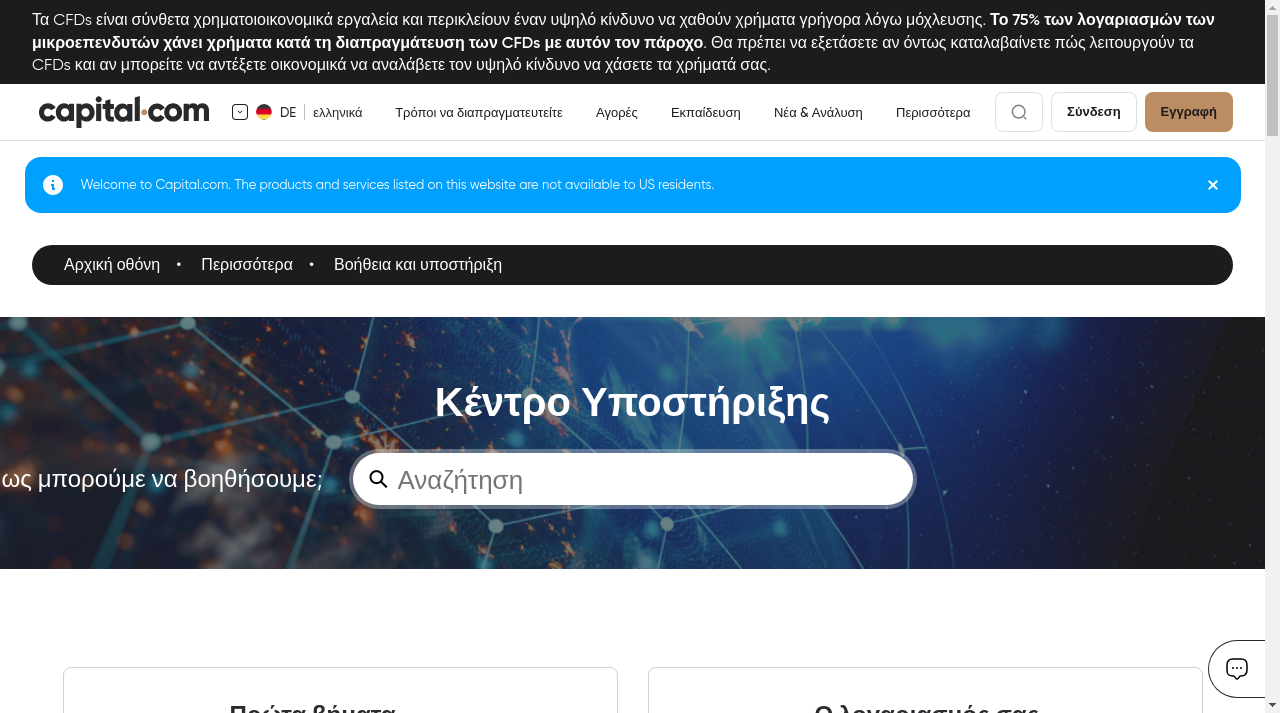 Τα CFDs είναι σύνθετα χρηματοιοικονομικά εργαλεία και περικλείουν έναν υψηλό κίνδυνο να χαθούν χρήματα γρήγορα λόγω μόχλευσης. Το 75% των λογαριασμών των
μικροεπενδυτών χάνει χρήματα κατά τη διαπραγμάτευση των CFDs με αυτόν τον πάροχο. Θα πρέπει να εξετάσετε αν όντως καταλαβαίνετε πώς λειτουργούν τα
CFDs και αν μπορείτε να αντέξετε οικονομικά να αναλάβετε τον υψηλό κίνδυνο να χάσετε τα χρήματά σας.
capital.com DE ελληνικά Τρόποι να διαπραγματευτείτε Αγορές Εκπαίδευση Νέα & Ανάλυση Περισσότερα Σύνδεση Εγγραφή
Welcome to Capital.com. The products and services listed on this website are not available to US residents.
Αρχική οθόνη • Περισσότερα • Βοήθεια και υποστήριξη
Κέντρο Υποστήριξης
ως μπορούμε να βοηθήσουμε; Αναζήτηση
Πρώτα βήματα Ο λογαριασμός σας